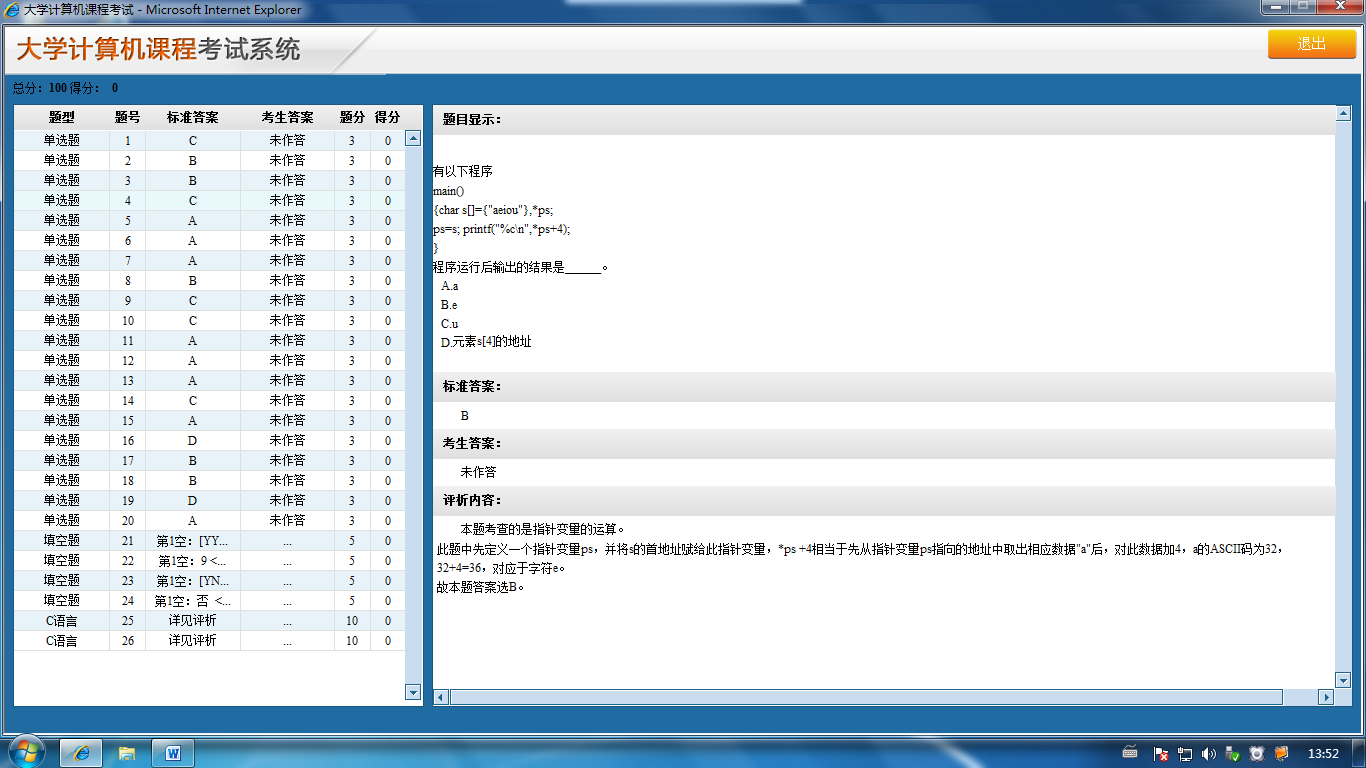 大学计算机课程考试 - Microsoft Internet Explorer
大学计算机课程考试系统
退出
总分：100 得分： 0
题型 题号 标准答案 考生答案 题分 得分
单选题 1 C 未作答 3 0
单选题 2 B 未作答 3 0
单选题 3 B 未作答 3 0
单选题 4 C 未作答 3 0
单选题 5 A 未作答 3 0
单选题 6 A 未作答 3 0
单选题 7 A 未作答 3 0
单选题 8 B 未作答 3 0
单选题 9 C 未作答 3 0
单选题 10 C 未作答 3 0
单选题 11 A 未作答 3 0
单选题 12 A 未作答 3 0
单选题 13 A 未作答 3 0
单选题 14 C 未作答 3 0
单选题 15 A 未作答 3 0
单选题 16 D 未作答 3 0
单选题 17 B 未作答 3 0
单选题 18 B 未作答 3 0
单选题 19 D 未作答 3 0
单选题 20 A 未作答 3 0
填空题 21 第1空：[YY... ... 5 0
填空题 22 第1空：9 <... ... 5 0
填空题 23 第1空：[YN... ... 5 0
填空题 24 第1空：否 <... ... 5 0
C语言 25 详见评析 ... 10 0
C语言 26 详见评析 ... 10 0
题目显示：
有以下程序
main()
{char s[]={"aeiou"},*ps;
ps=s; printf("%c\n",*ps+4);
}
程序运行后输出的结果是______。
A.a
B.e
C.u
D.元素s[4]的地址
标准答案：
B
考生答案：
未作答
评析内容：
本题考查的是指针变量的运算。
此题中先定义一个指针变量ps，并将s的首地址赋给此指针变量，*ps +4相当于先从指针变量ps指向的地址中取出相应数据"a"后，对此数据加4，a的ASCII码为32，
32+4=36，对应于字符e。
故本题答案选B。
13:52